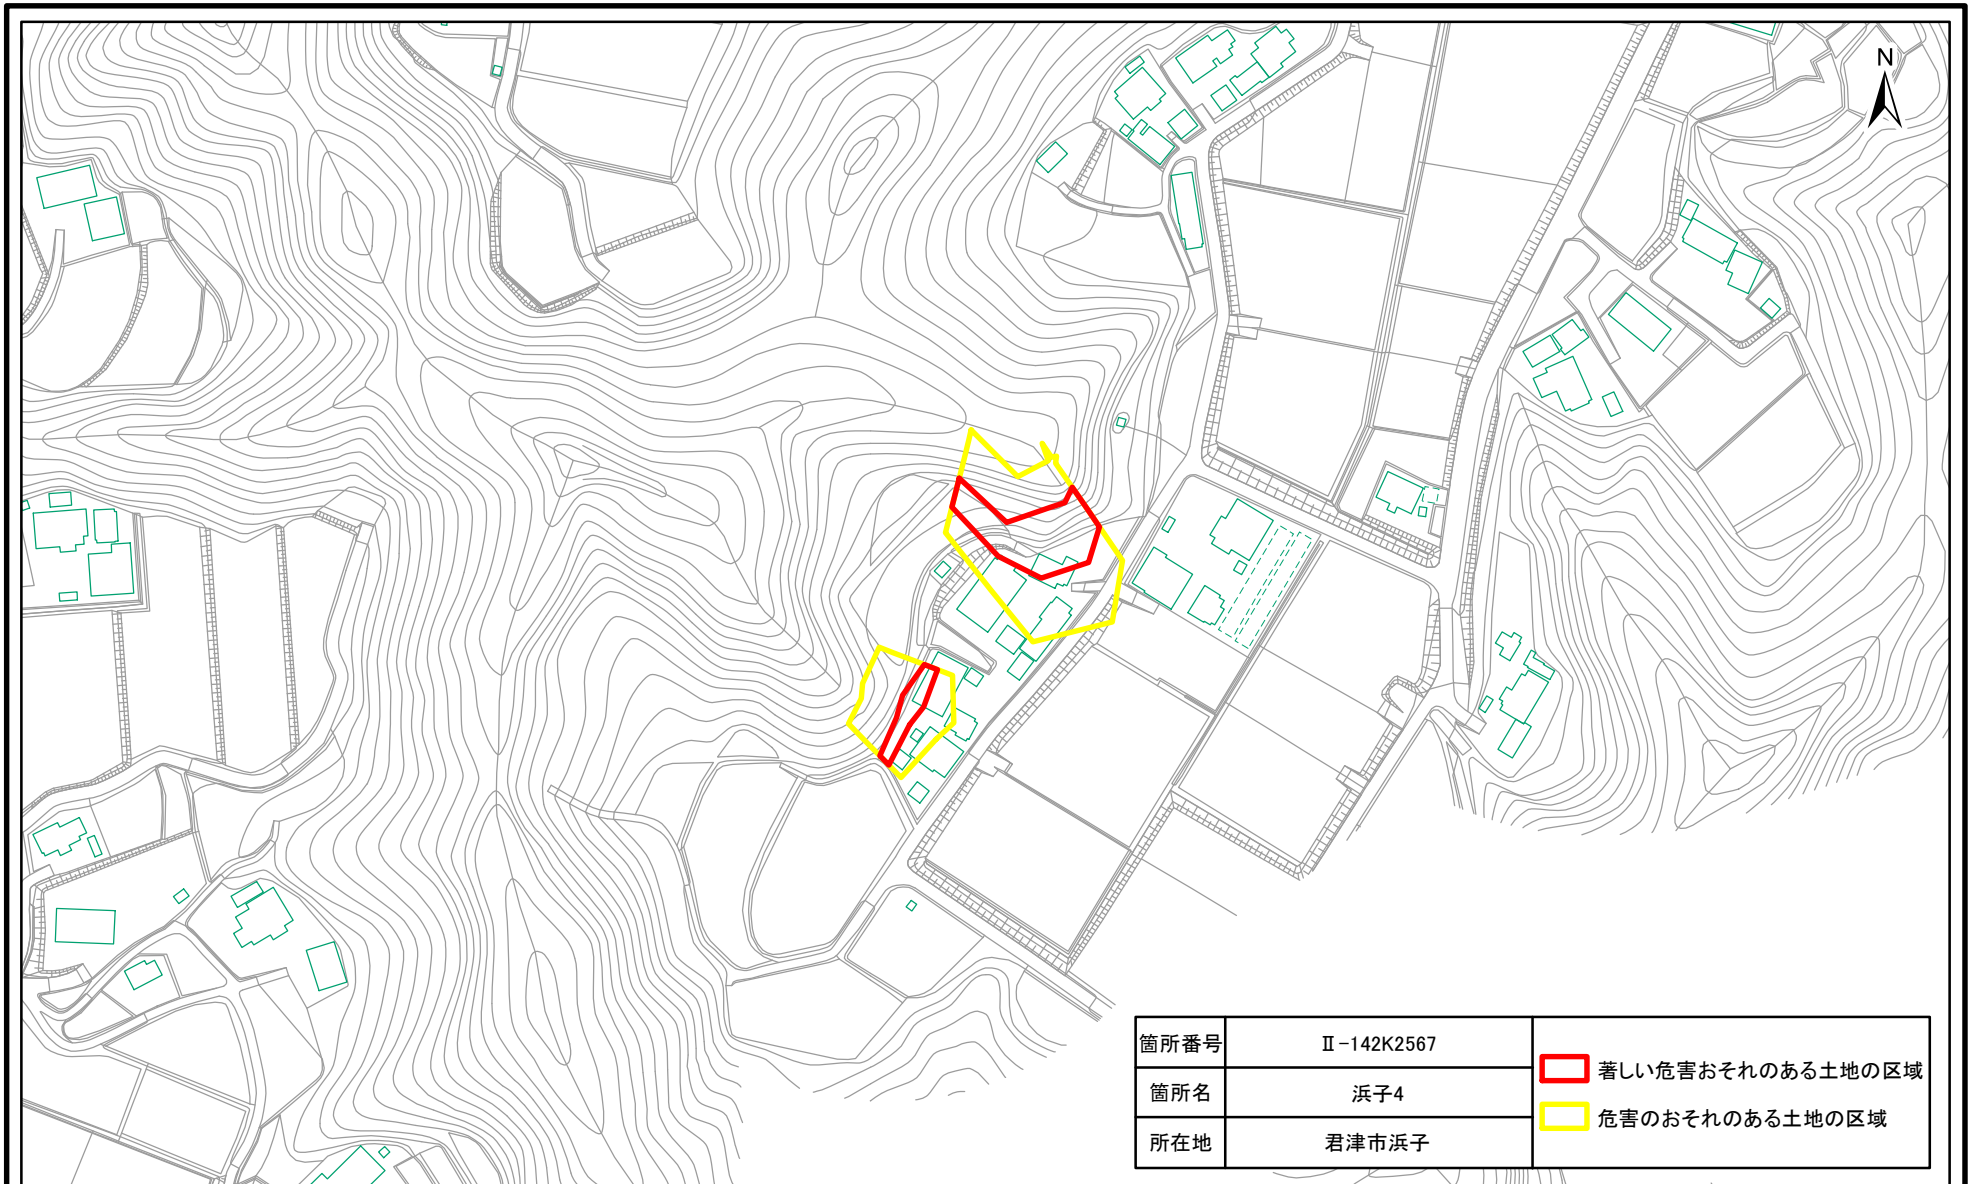 N
箇所番号 Ⅱ-142K2567
箇所名 浜子4
所在地 君津市浜子
著しい危害おそれのある土地の区域
危害のおそれのある土地の区域